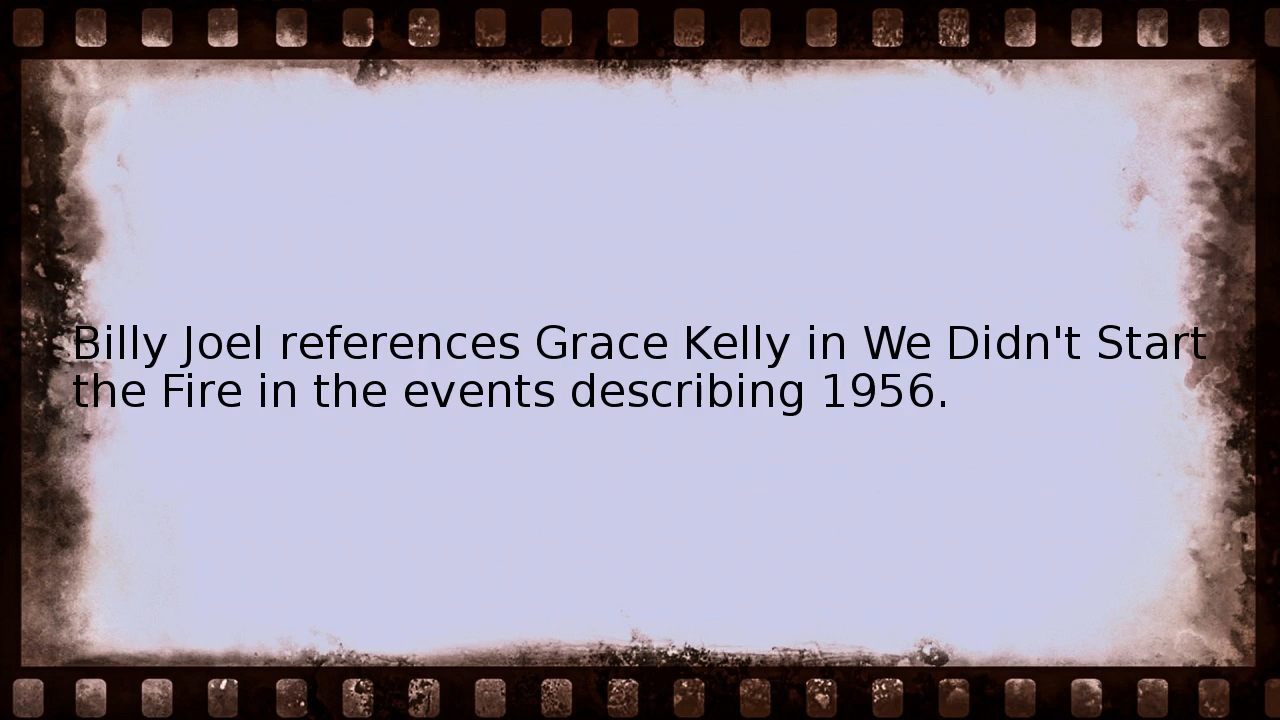 Billy Joel references Grace Kelly in We Didn't Start
the Fire in the events describing 1956.